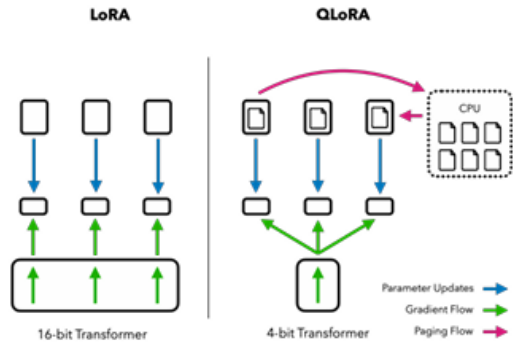 LoRA
QLoRA
CPU
Parameter Updates
Gradient Flow
Paging Flow
16-bit Transformer
4-bit Transformer